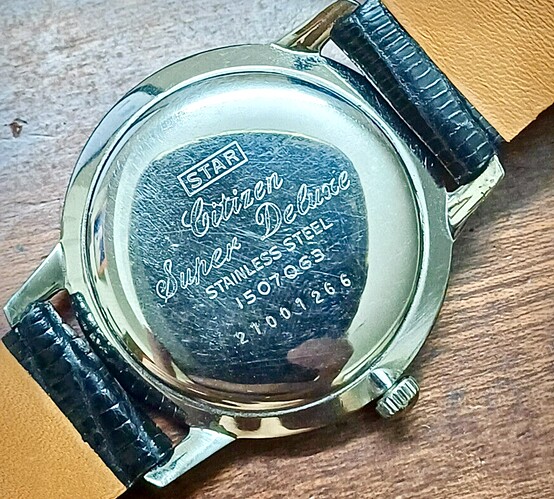 STAR
Citizen
Super Deluxe
STAINLESS STEEL
1507063
21001266